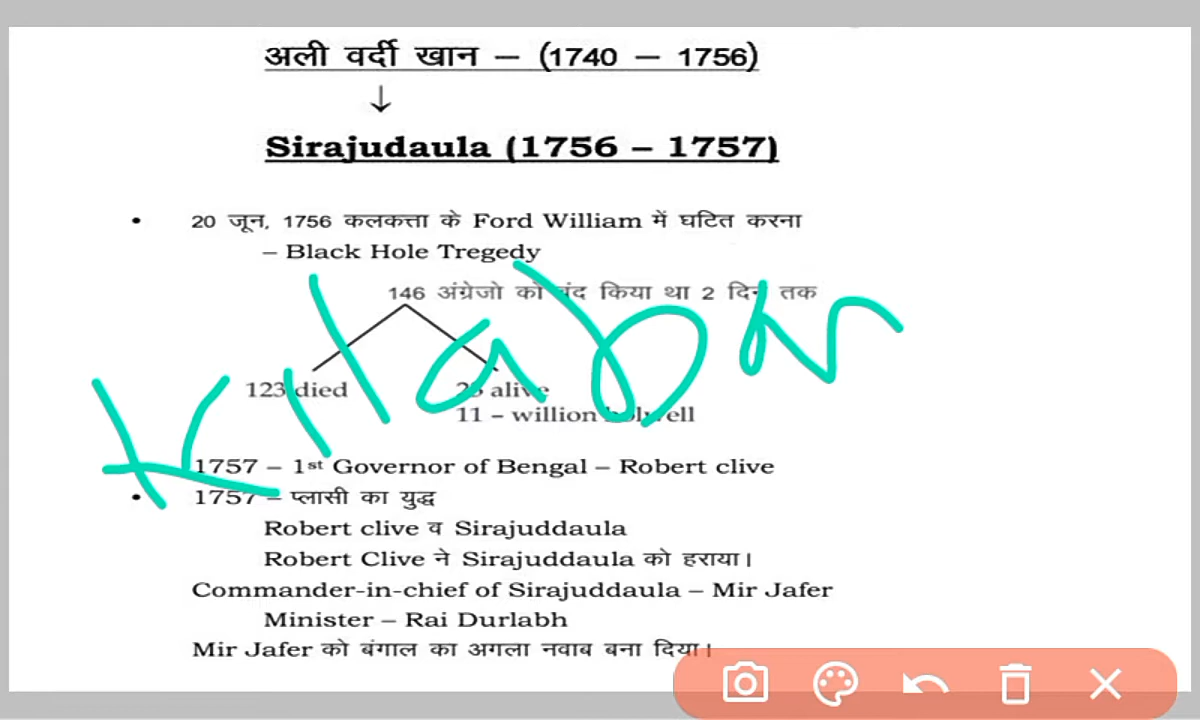 अली वर्दी खान – (1740 – 1756)
↓
Sirajudaula (1756 – 1757)
• 20 जून, 1756 कलकत्ता के Ford William में घटित करना
– Black Hole Tregedy
146 अंग्रेजो को बंद किया था 2 दिन तक
123 died 23 alive
11 – willion holwell
1757 – 1st Governor of Bengal – Robert clive
• 1757 – प्लासी का युद्ध
Robert clive व Sirajuddaula
Robert Clive ने Sirajuddaula को हराया।
Commander-in-chief of Sirajuddaula – Mir Jafer
Minister – Rai Durlabh
Mir Jafer को बंगाल का अगला नवाब बना दिया।